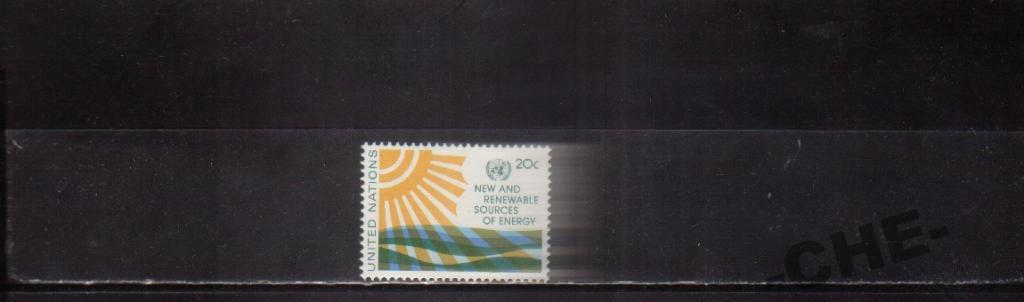 UNITED NATIONS
20c
NEW AND
RENEWABLE
SOURCES
OF ENERGY
-CHE-